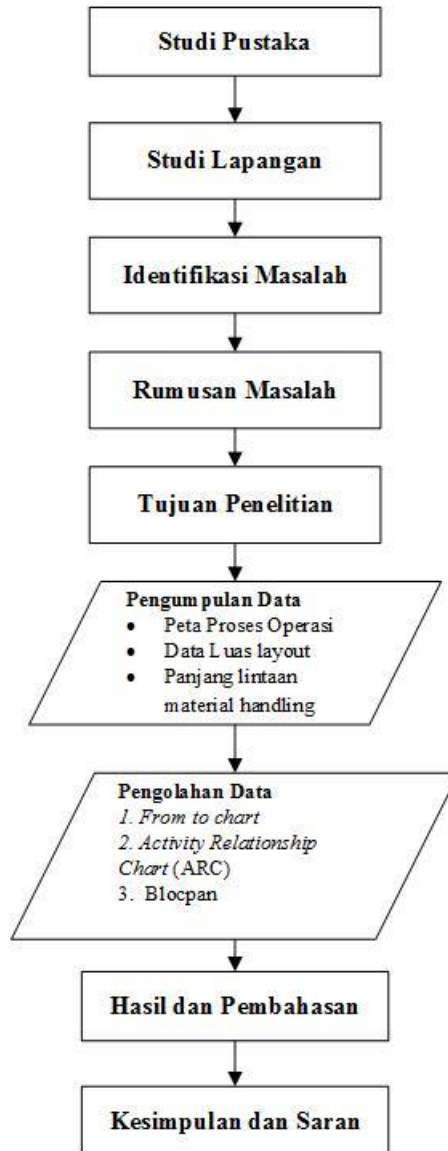 Studi Pustaka
Studi Lapangan
Identifikasi Masalah
Rumusan Masalah
Tujuan Penelitian
Pengumpulan Data
• Peta Proses Operasi
• Data Luas layout
• Panjang lintaan
material handling
Pengolahan Data
1. From to chart
2. Activity Relationship
Chart (ARC)
3. Blocpan
Hasil dan Pembahasan
Kesimpulan dan Saran